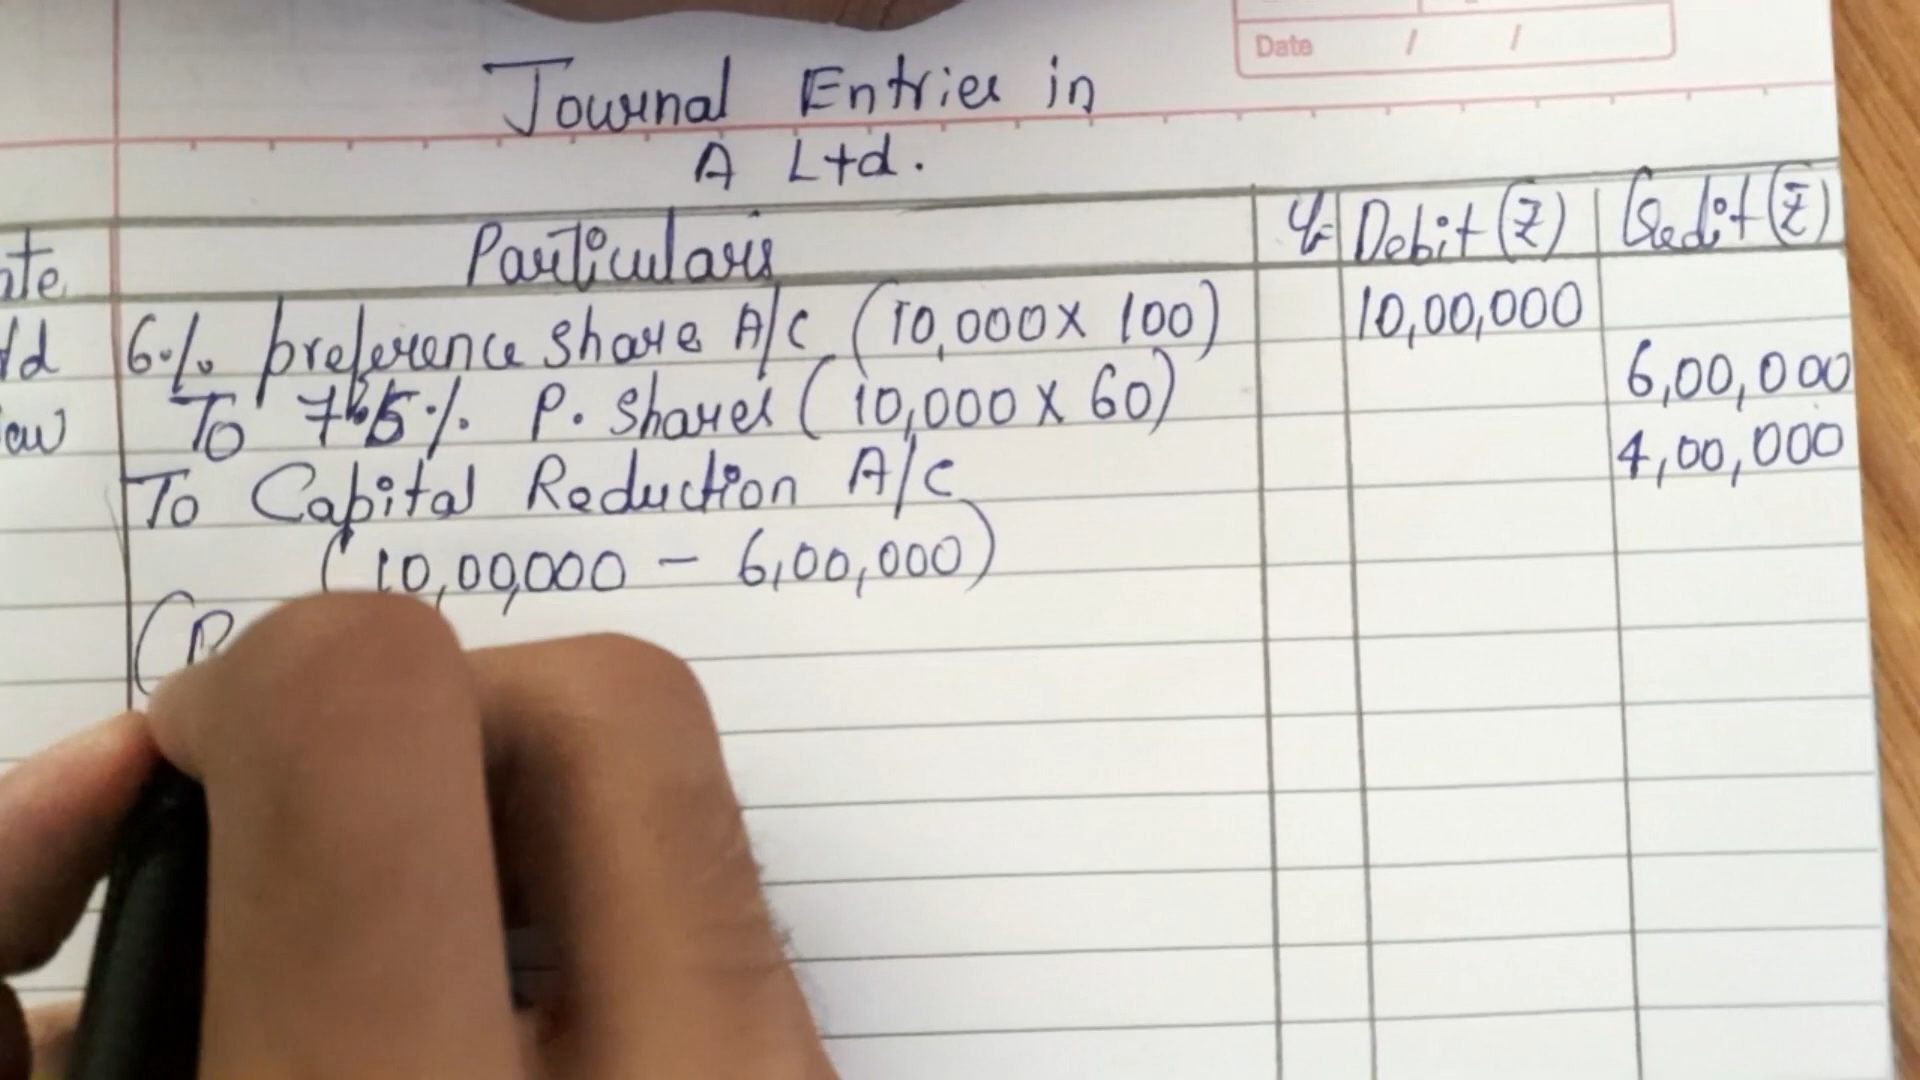 Date / /
Journal Entries in
A Ltd.
Particulars Debit (₹) Credit (₹)
6% preference share A/c (10,000 x 100) 10,00,000
To 7.5% P. Shares (10,000 x 60) 6,00,000
To Capital Reduction A/c 4,00,000
(10,00,000 - 6,00,000)